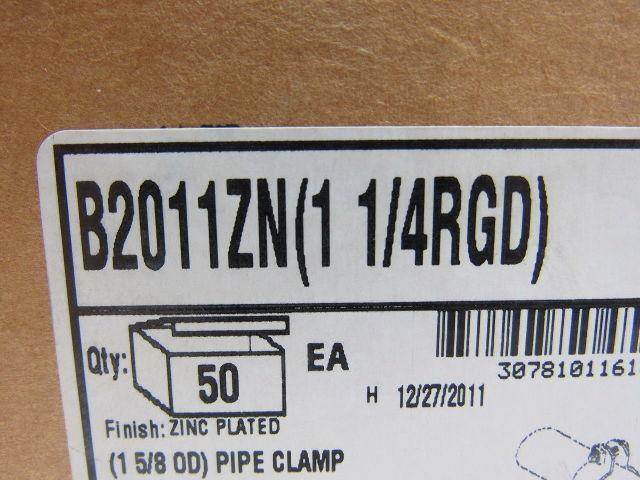 B2011ZN(1 1/4RGD)
Qty: 50 EA
3078101161
H 12/27/2011
Finish: ZINC PLATED
(1 5/8 OD) PIPE CLAMP